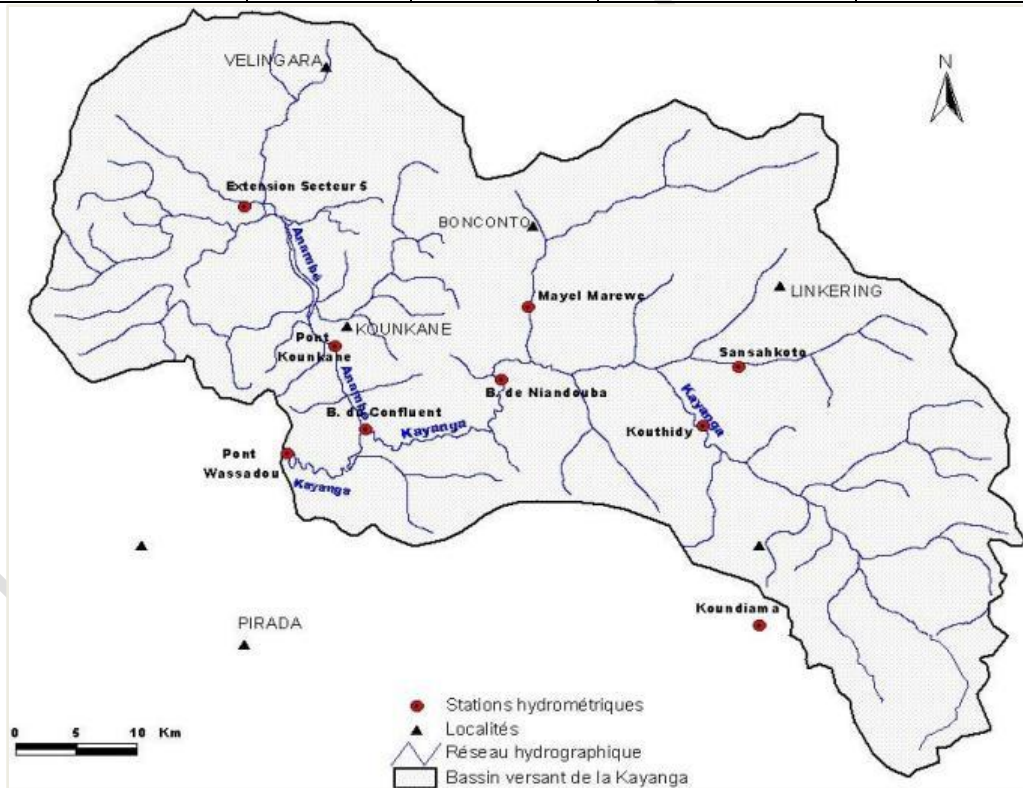 N
VELINGARA
Extension Secteur 5
BONCONTO
Anambé
Mayel Marewe
LINKERING
KOUNKANE
Pont
Kounkane
Sansahkoto
Anambé
B. de Niandouba
Kayanga
B. du Confluent
Kayanga
Kouthidy
Pont
Wassadou
Kayanga
Koundiama
PIRADA
Stations hydrométriques
Localités
0 5 10 Km
Réseau hydrographique
Bassin versant de la Kayanga